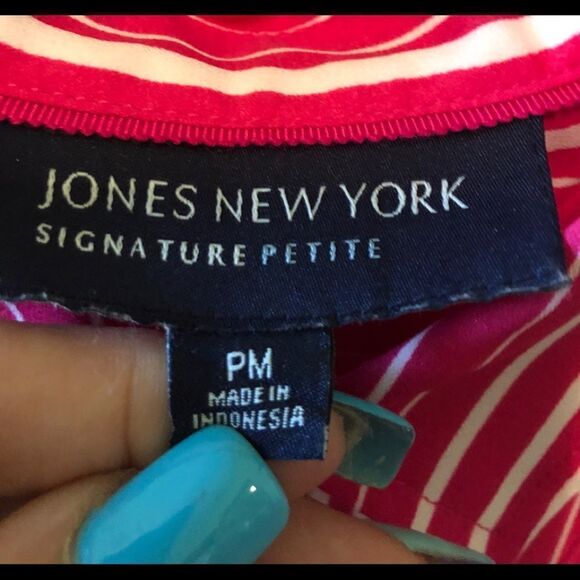 JONES NEW YORK
SIGNATURE PETITE
PM
MADE IN
INDONESIA